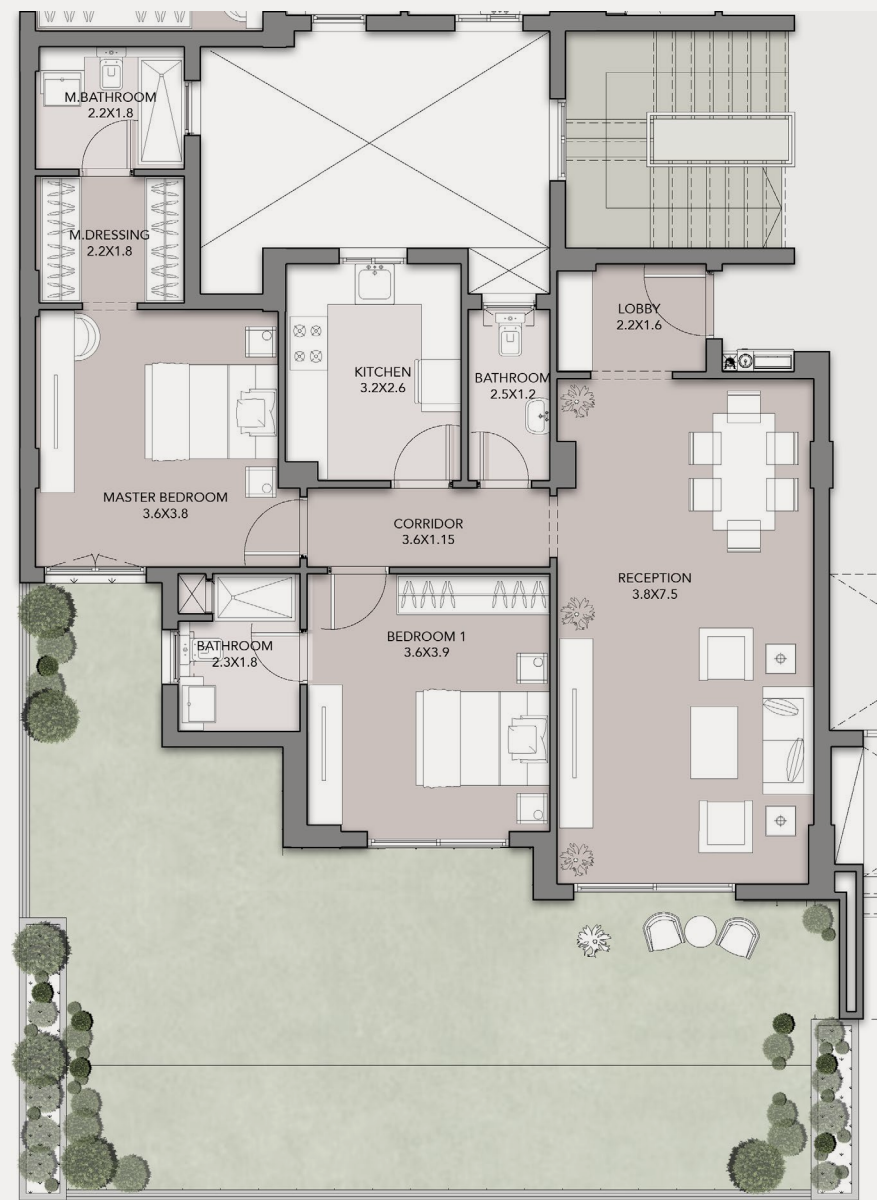 M.BATHROOM
2.2X1.8
M.DRESSING
2.2X1.8
LOBBY
2.2X1.6
KITCHEN
3.2X2.6
BATHROOM
2.5X1.2
MASTER BEDROOM
3.6X3.8
CORRIDOR
3.6X1.15
RECEPTION
3.8X7.5
BATHROOM
2.3X1.8
BEDROOM 1
3.6X3.9